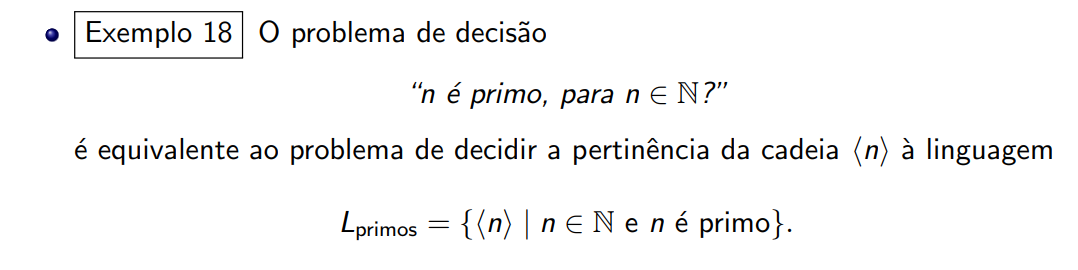 Exemplo 18 O problema de decisão
“n é primo, para n ∈ ℕ?”
é equivalente ao problema de decidir a pertinência da cadeia ⟨n⟩ à linguagem
L_primos = {⟨n⟩ | n ∈ ℕ e n é primo}.